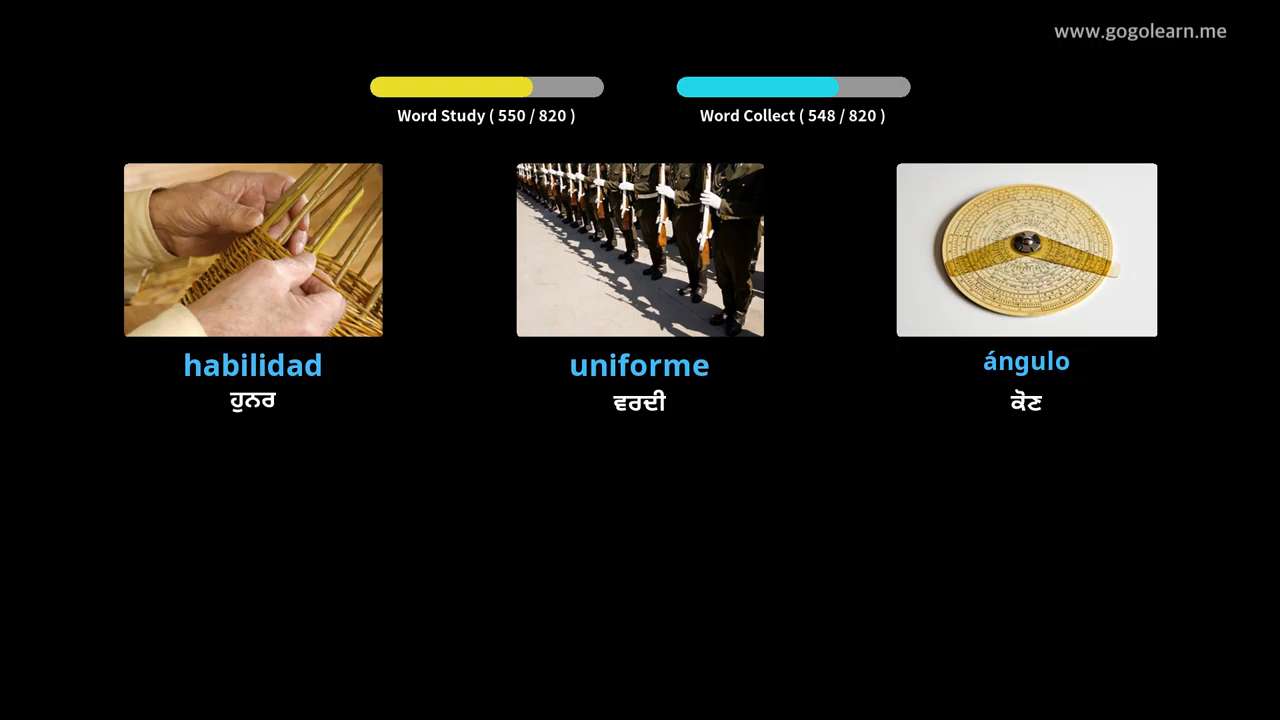 www.gogolearn.me
Word Study ( 550 / 820 )
Word Collect ( 548 / 820 )
habilidad
ਹੁਨਰ
uniforme
ਵਰਦੀ
ángulo
ਕੋਣ